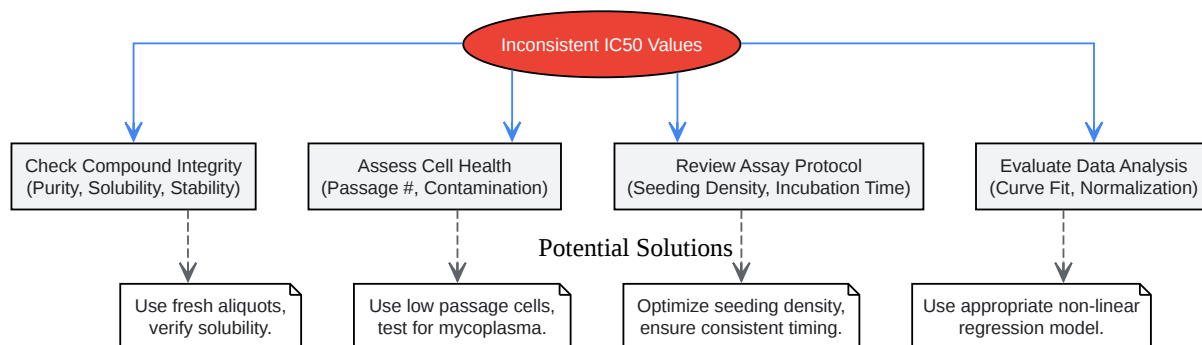 Inconsistent IC50 Values
Check Compound Integrity
(Purity, Solubility, Stability)
Assess Cell Health
(Passage #, Contamination)
Review Assay Protocol
(Seeding Density, Incubation Time)
Evaluate Data Analysis
(Curve Fit, Normalization)
Potential Solutions
Use fresh aliquots,
verify solubility.
Use low passage cells,
test for mycoplasma.
Optimize seeding density,
ensure consistent timing.
Use appropriate non-linear
regression model.